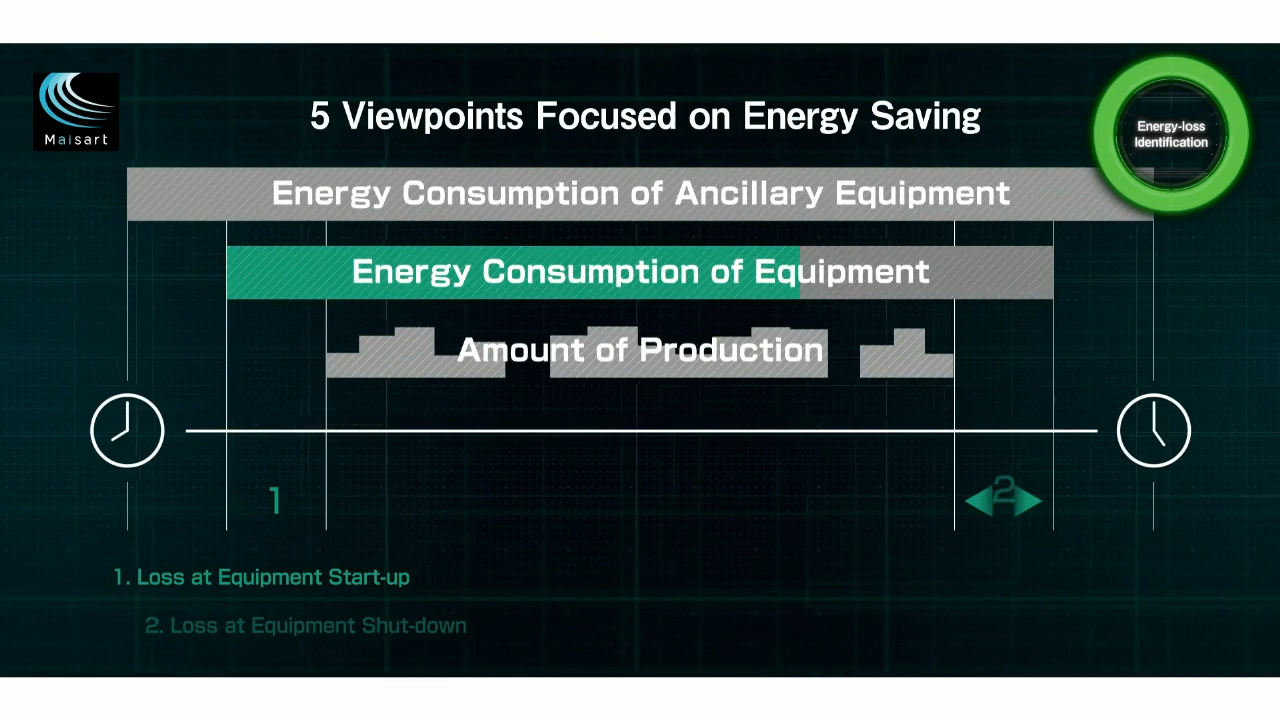 Maisart
5 Viewpoints Focused on Energy Saving
Energy-loss
Identification
Energy Consumption of Ancillary Equipment
Energy Consumption of Equipment
Amount of Production
1
2
1. Loss at Equipment Start-up
2. Loss at Equipment Shut-down